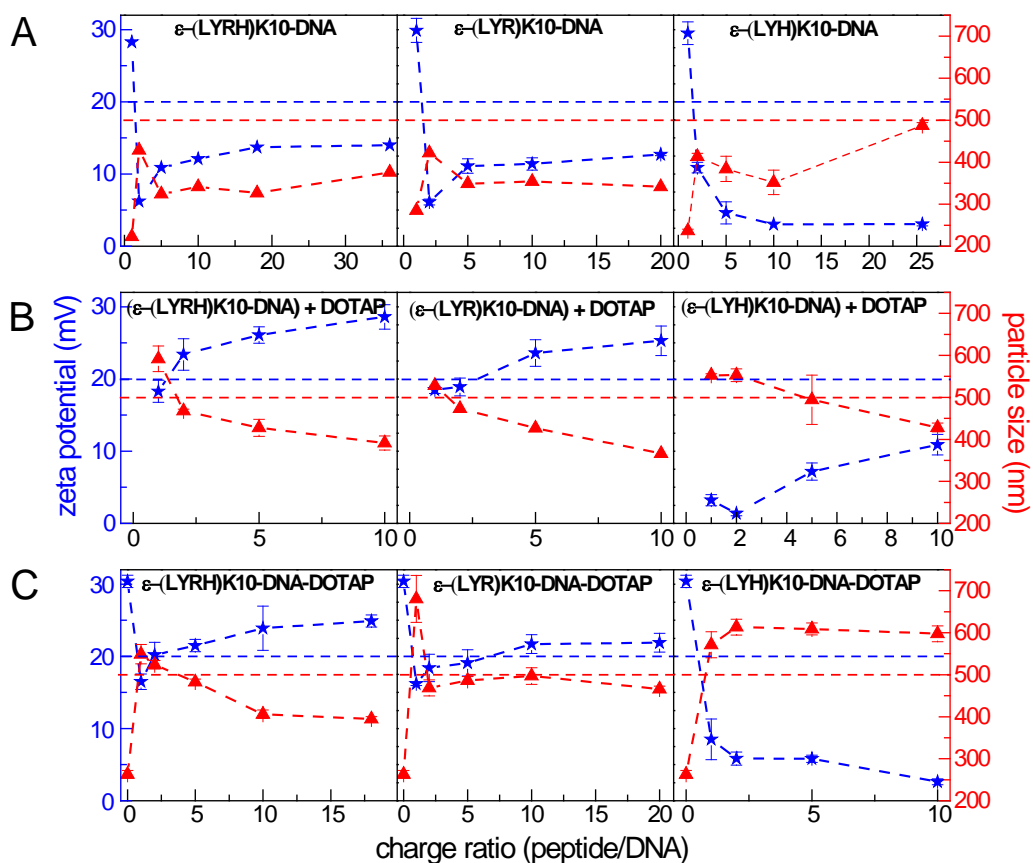 A
ε-(LYRH)K10-DNA
ε-(LYR)K10-DNA
ε-(LYH)K10-DNA
30
20
10
0
700
600
500
400
300
200
0 10 20 30
0 5 10 15 20
0 5 10 15 20 25
B
(ε-(LYRH)K10-DNA) + DOTAP
(ε-(LYR)K10-DNA) + DOTAP
(ε-(LYH)K10-DNA) + DOTAP
zeta potential (mV)
30
20
10
0
700
600
500
400
300
200
particle size (nm)
0 5 10
0 5 10
0 2 4 6 8 10
C
ε-(LYRH)K10-DNA-DOTAP
ε-(LYR)K10-DNA-DOTAP
ε-(LYH)K10-DNA-DOTAP
30
20
10
0
700
600
500
400
300
200
0 5 10 15
0 5 10 15 20
0 5 10
charge ratio (peptide/DNA)